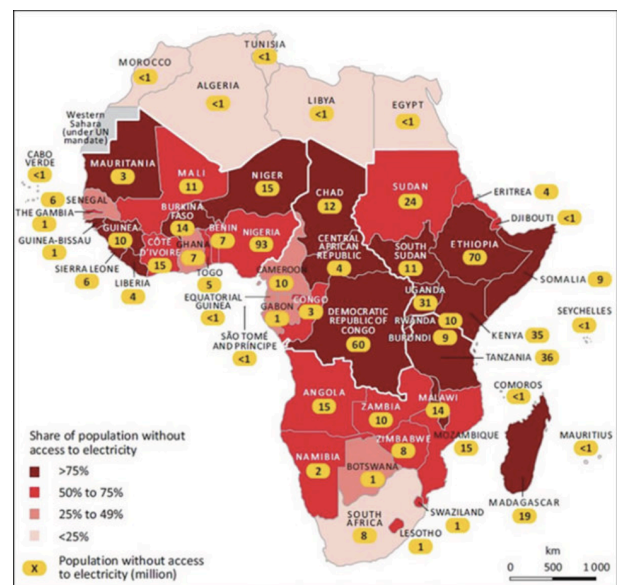 TUNISIA
<1
MOROCCO
<1
ALGERIA
<1
LIBYA
<1
EGYPT
<1
Western
Sahara
(under UN
mandate)
CABO
VERDE
<1
MAURITANIA
3
MALI
11
NIGER
15
CHAD
12
SUDAN
24
ERITREA 4
6 SENEGAL
THE GAMBIA
1
GUINEA-BISSAU
1
GUINEA
10
SIERRA LEONE
6
LIBERIA
4
BURKINA
FASO
14
CÔTE
D'IVOIRE
15
GHANA
7
TOGO
5
BENIN
7
NIGERIA
93
DJIBOUTI <1
ETHIOPIA
70
SOUTH
SUDAN
11
CENTRAL
AFRICAN
REPUBLIC
4
CAMEROON
10
SOMALIA 9
EQUATORIAL
GUINEA
<1
GABON
1
CONGO
3
UGANDA
31
RWANDA 10
BURUNDI 9
KENYA 35
SEYCHELLES
<1
<1
SÃO TOMÉ
AND PRÍNCIPE
DEMOCRATIC
REPUBLIC OF
CONGO
60
TANZANIA 36
COMOROS
<1
ANGOLA
15
ZAMBIA
10
MALAWI
14
MOZAMBIQUE
15
ZIMBABWE
8
MAURITIUS
<1
NAMIBIA
2
BOTSWANA
1
MADAGASCAR
19
SWAZILAND
1
SOUTH
AFRICA
8
LESOTHO
1
Share of population without
access to electricity
>75%
50% to 75%
25% to 49%
<25%
X Population without access
to electricity (million)
km
0 500 1 000